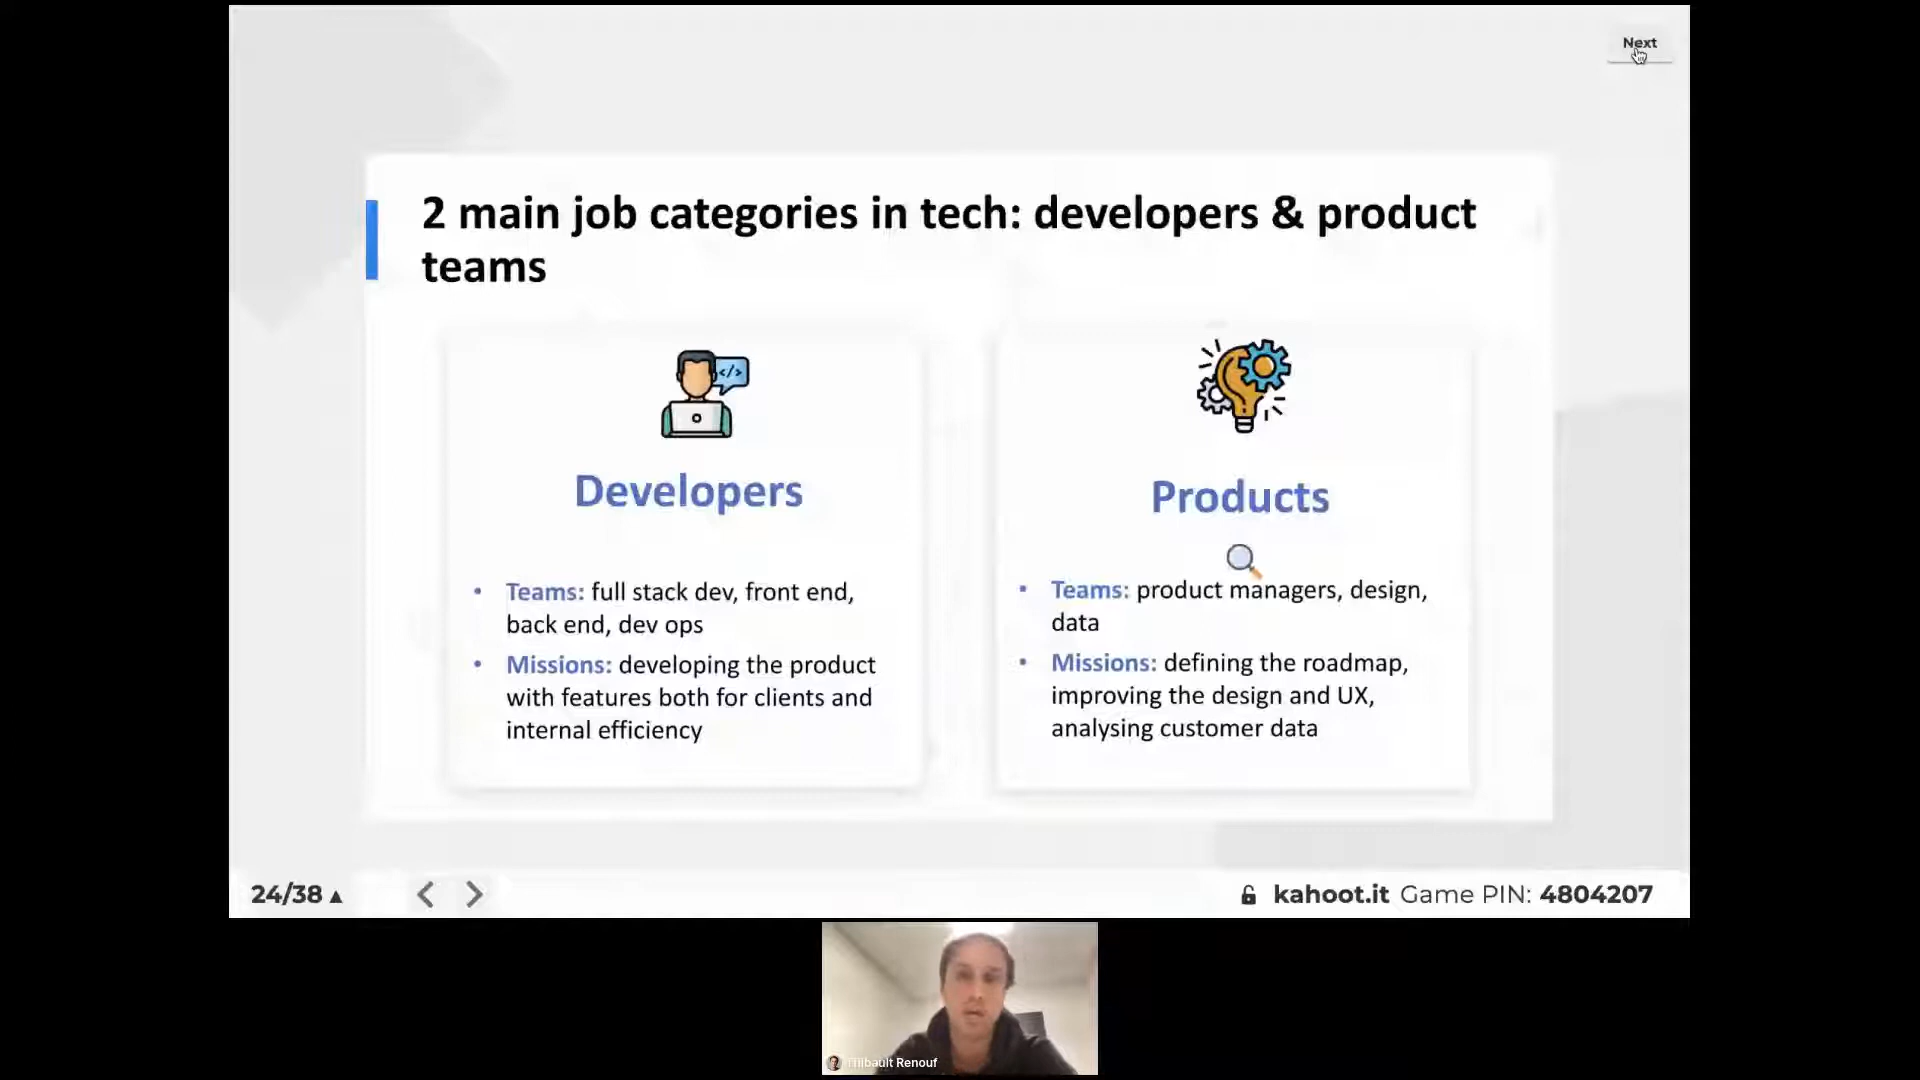 Next
2 main job categories in tech: developers & product
teams
</>
Developers
• Teams: full stack dev, front end,
back end, dev ops
• Missions: developing the product
with features both for clients and
internal efficiency
Products
• Teams: product managers, design,
data
• Missions: defining the roadmap,
improving the design and UX,
analysing customer data
24/38 ▲
kahoot.it Game PIN: 4804207
Thibault Renouf